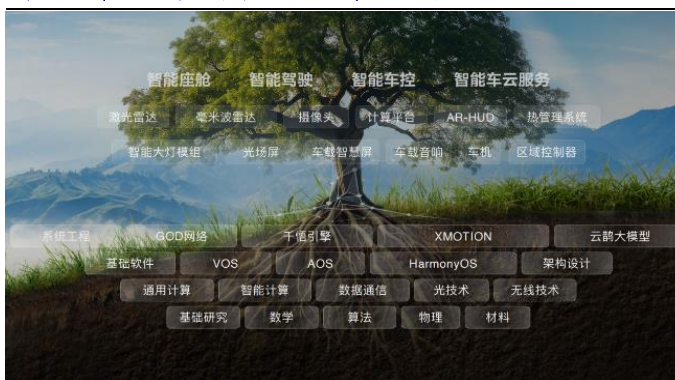 智能座舱 智能驾驶 智能车控 智能车云服务
激光雷达 毫米波雷达 摄像头 计算平台 AR-HUD 热管理系统
智能大灯模组 光场屏 车载智慧屏 车载音响 车机 区域控制器
系统工程 GOD网络 千悟引擎 XMOTION 云鹊大模型
基础软件 VOS AOS HarmonyOS 架构设计
通用计算 智能计算 数据通信 光技术 无线技术
基础研究 数学 算法 物理 材料